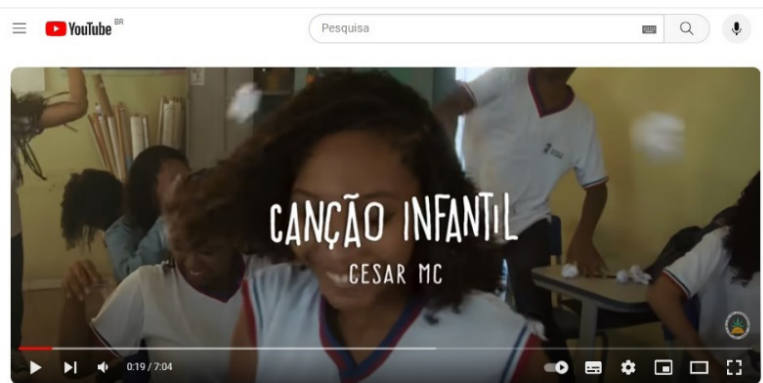 YouTube BR
Pesquisa
CANÇÃO INFANTIL
CESAR MC
0:19 / 7:04